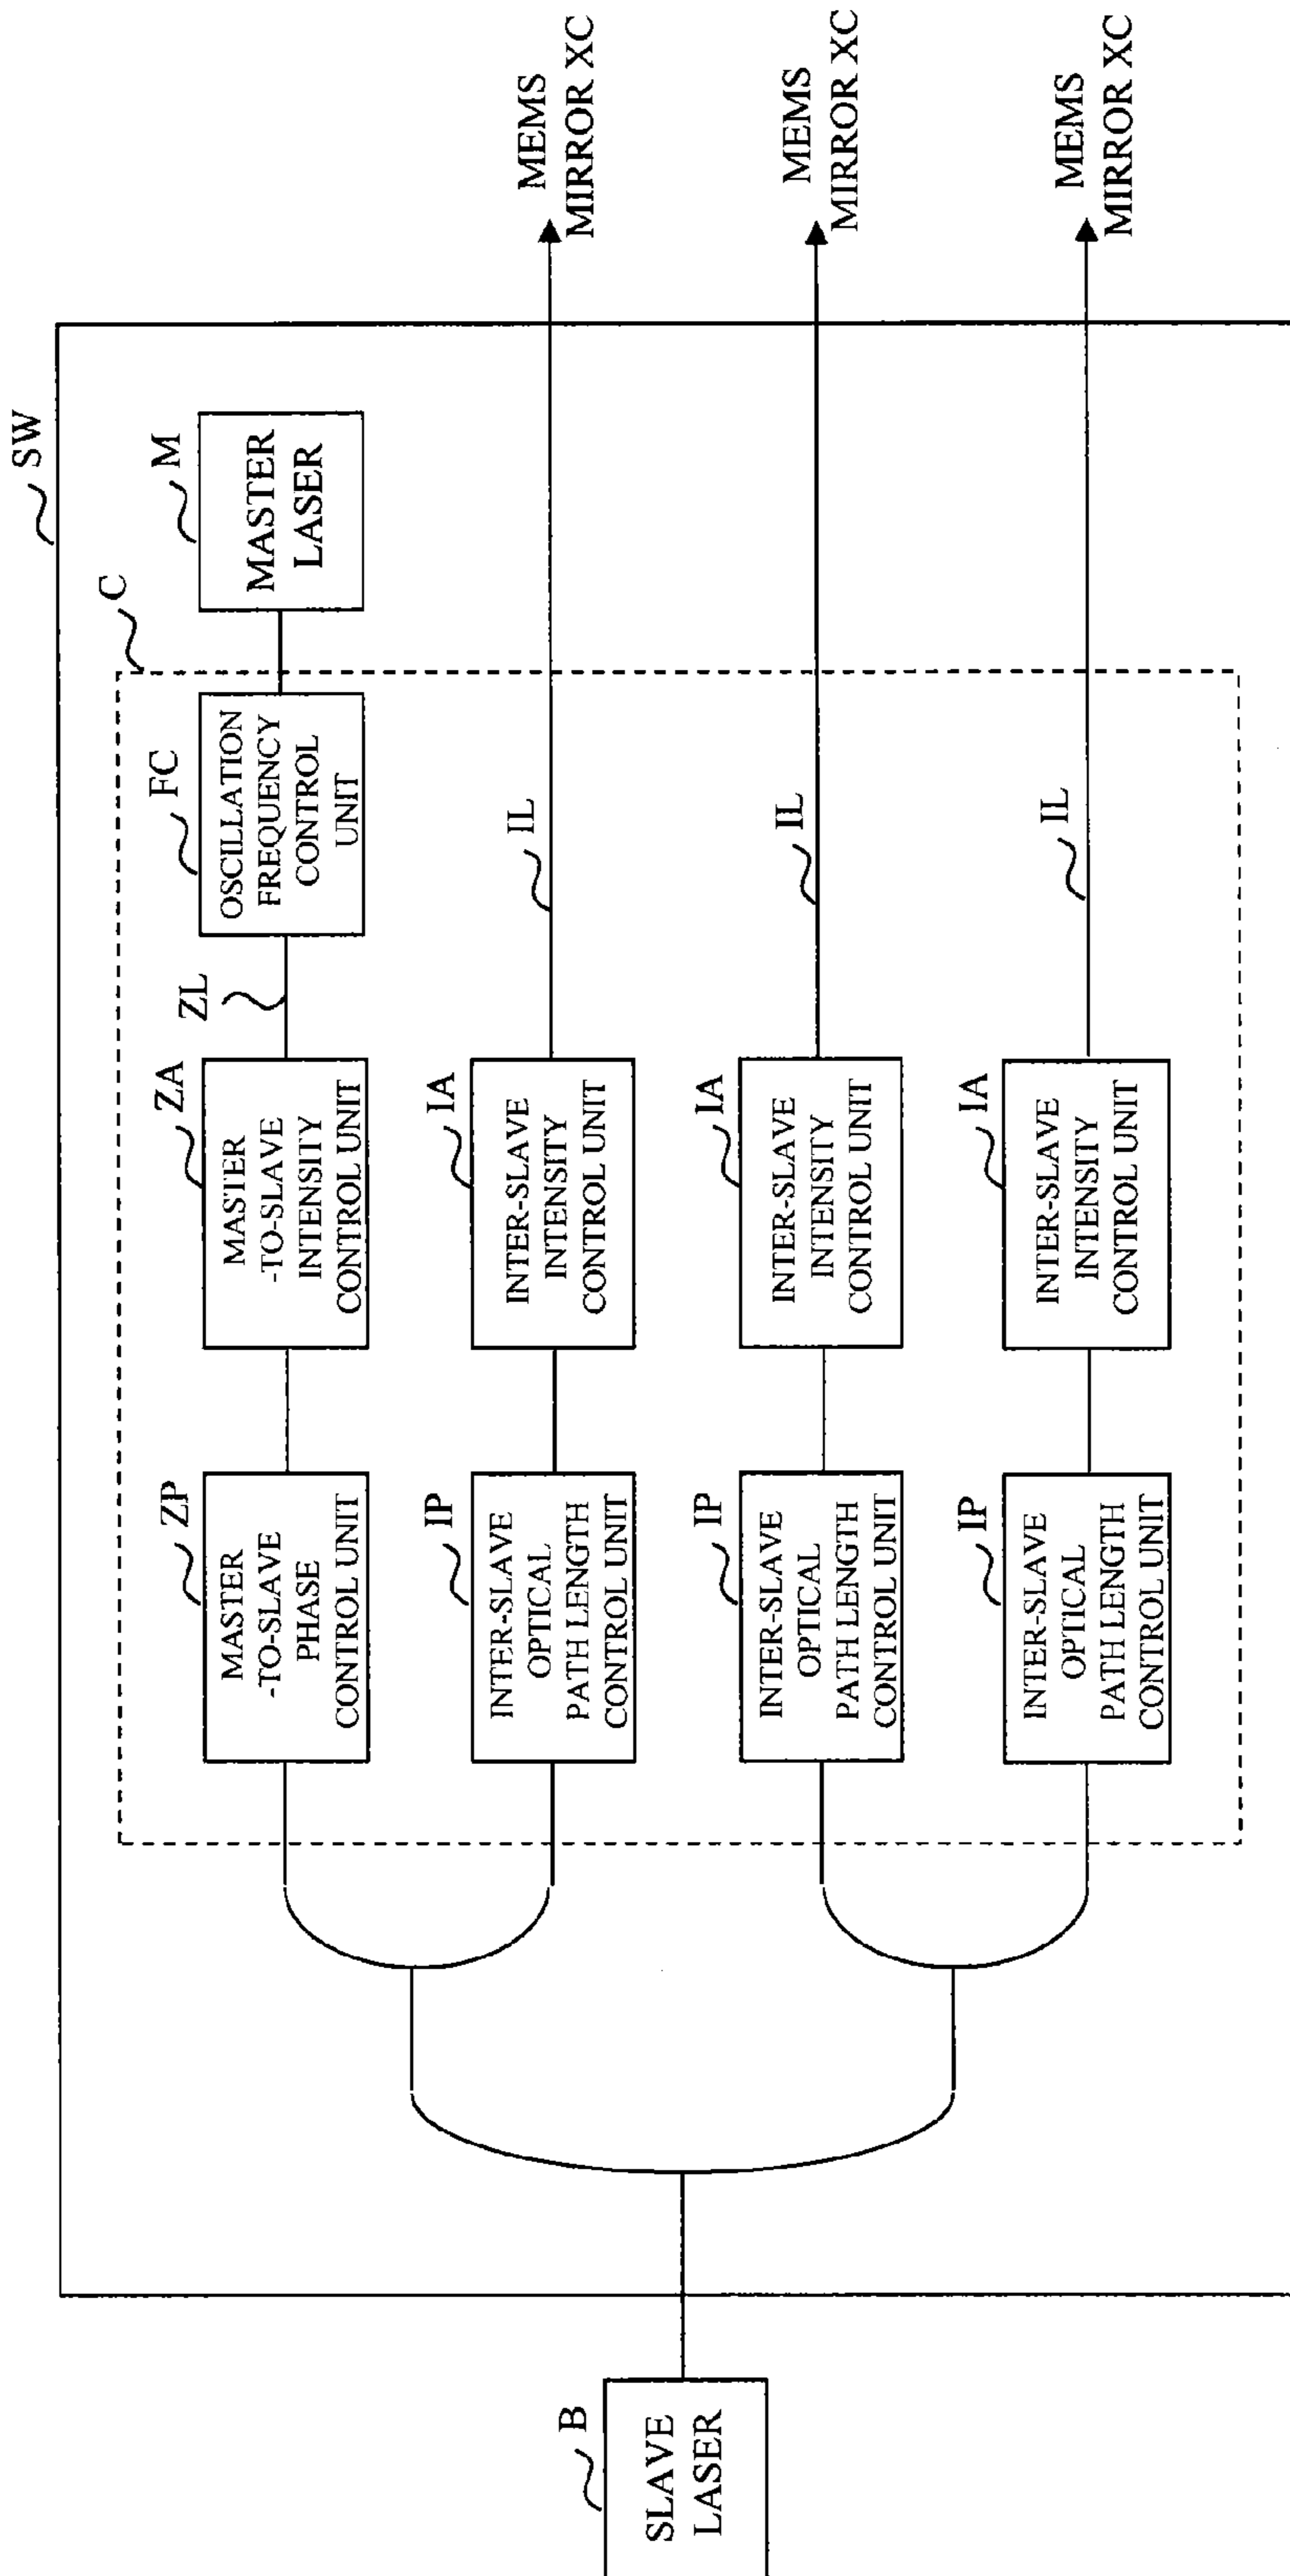 SW
C
M
MASTER
LASER
FC
OSCILLATION
FREQUENCY
CONTROL
UNIT
ZL
ZA
MASTER
-TO-SLAVE
INTENSITY
CONTROL UNIT
ZP
MASTER
-TO-SLAVE
PHASE
CONTROL UNIT
IP
INTER-SLAVE
OPTICAL
PATH LENGTH
CONTROL UNIT
IA
INTER-SLAVE
INTENSITY
CONTROL UNIT
IL
MEMS
MIRROR XC
IP
INTER-SLAVE
OPTICAL
PATH LENGTH
CONTROL UNIT
IA
INTER-SLAVE
INTENSITY
CONTROL UNIT
IL
MEMS
MIRROR XC
IP
INTER-SLAVE
OPTICAL
PATH LENGTH
CONTROL UNIT
IA
INTER-SLAVE
INTENSITY
CONTROL UNIT
IL
MEMS
MIRROR XC
B
SLAVE
LASER